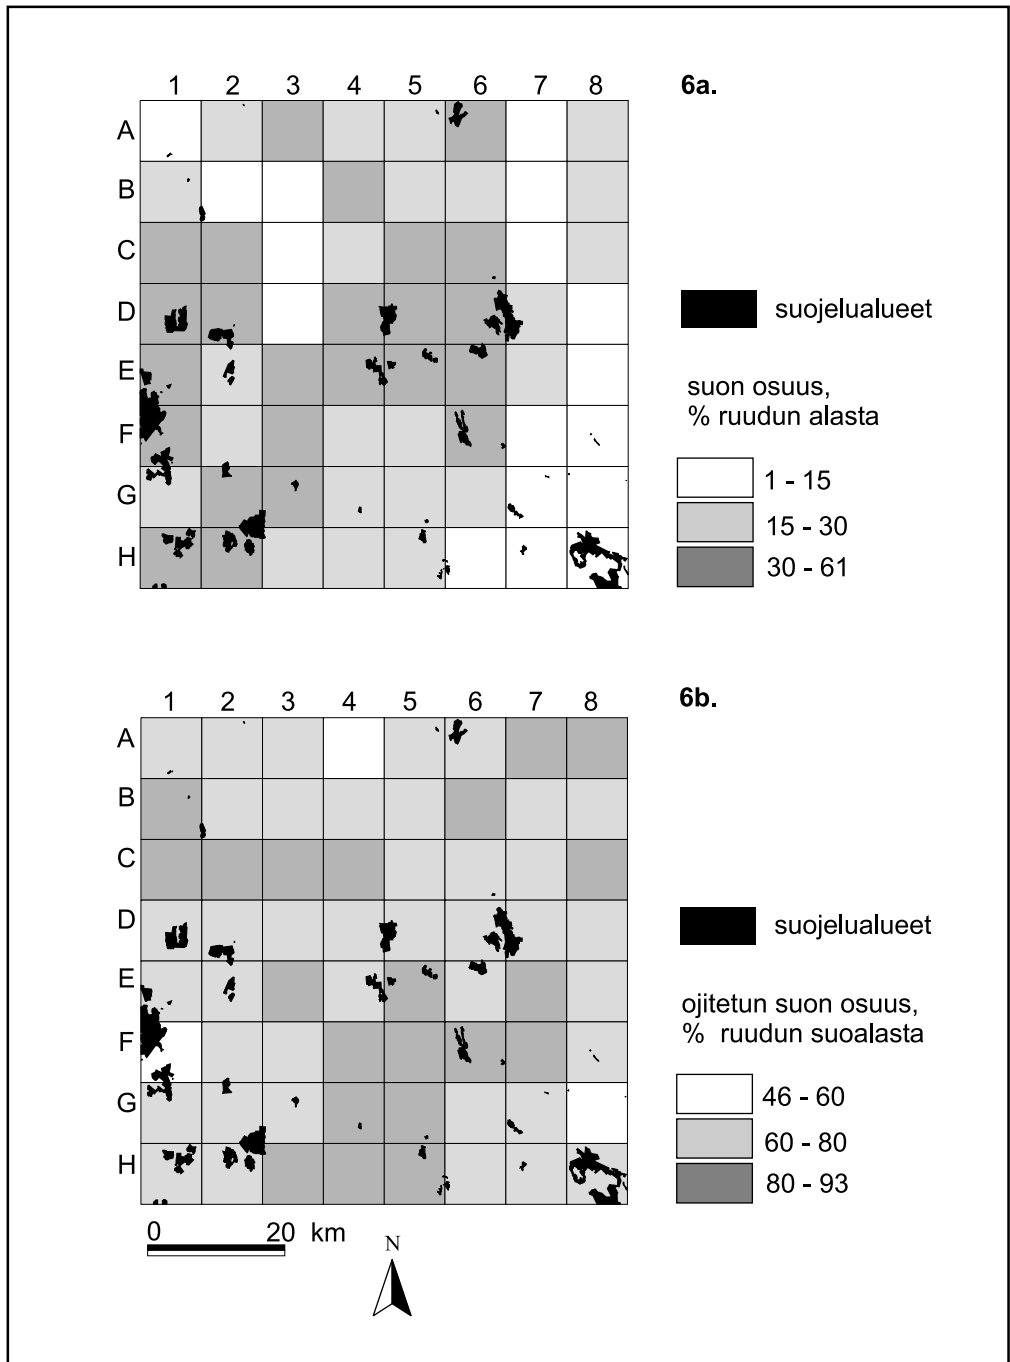 6a.
1 2 3 4 5 6 7 8
A
B
C
D
E
F
G
H
suojelualueet
suon osuus,
% ruudun alasta
1 - 15
15 - 30
30 - 61
6b.
1 2 3 4 5 6 7 8
A
B
C
D
E
F
G
H
suojelualueet
ojitetun suon osuus,
% ruudun suoalasta
46 - 60
60 - 80
80 - 93
0 20 km
N